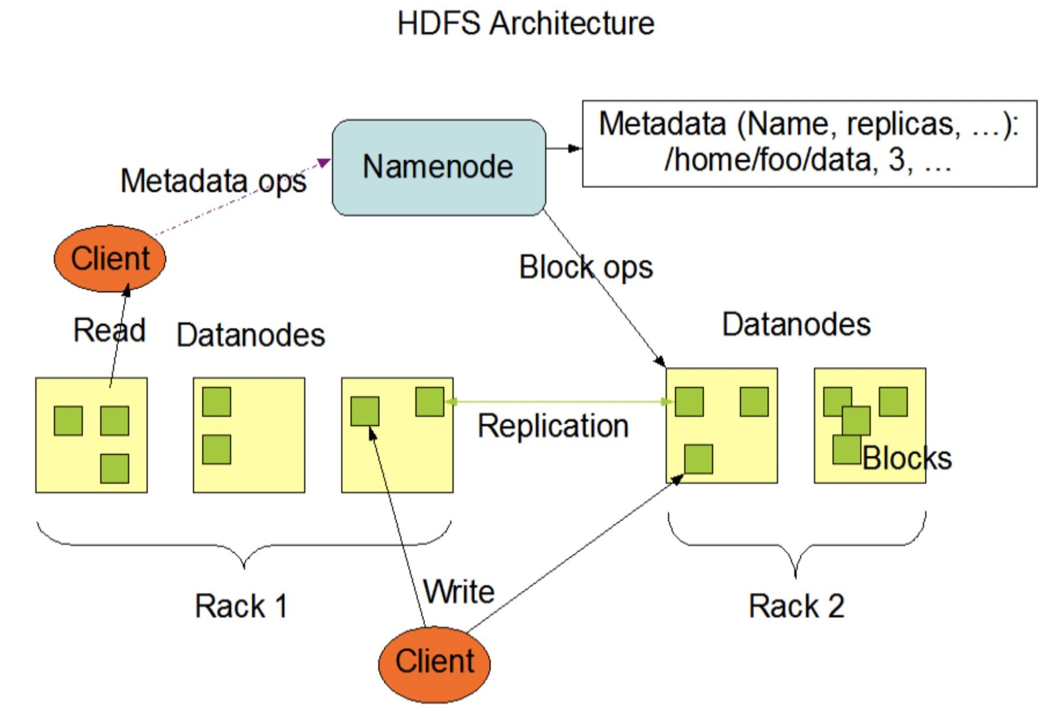 HDFS Architecture
Metadata (Name, replicas, ...):
/home/foo/data, 3, ...
Namenode
Metadata ops
Client
Block ops
Read
Datanodes
Datanodes
Replication
Blocks
Write
Rack 1
Rack 2
Client